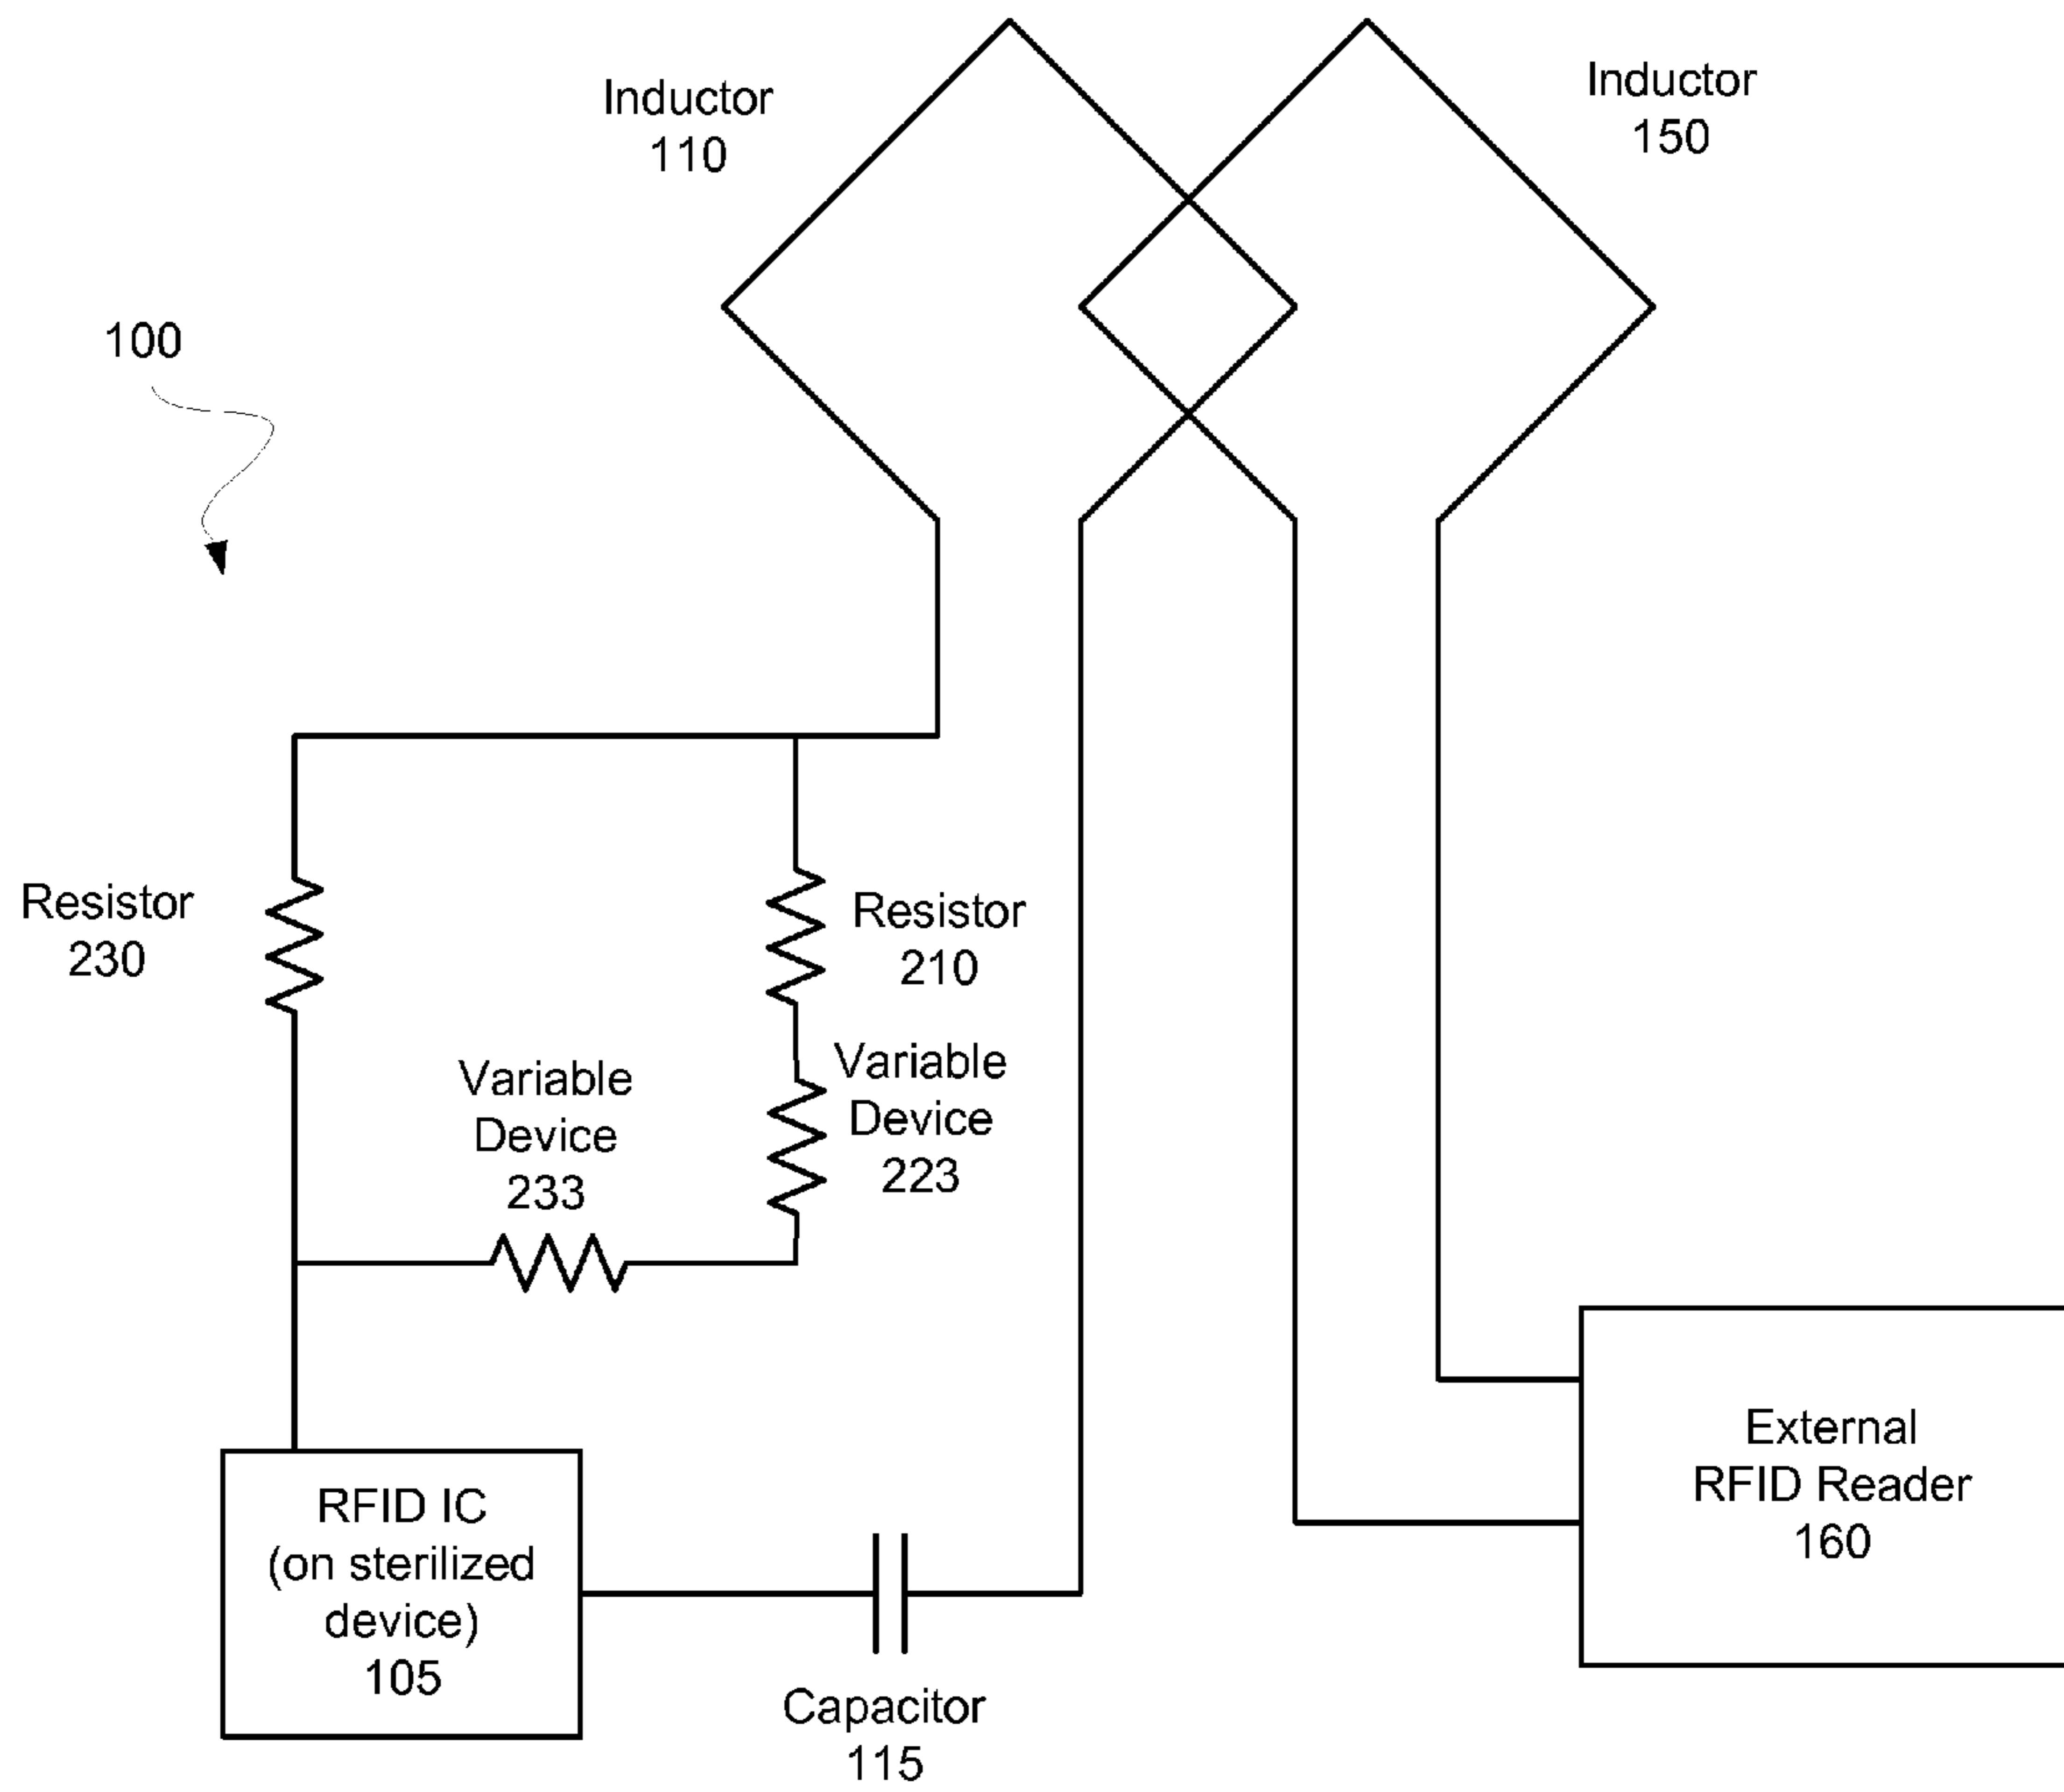 Inductor
110
Inductor
150
100
Resistor
230
Resistor
210
Variable
Device
233
Variable
Device
223
RFID IC
(on sterilized
device)
105
External
RFID Reader
160
Capacitor
115